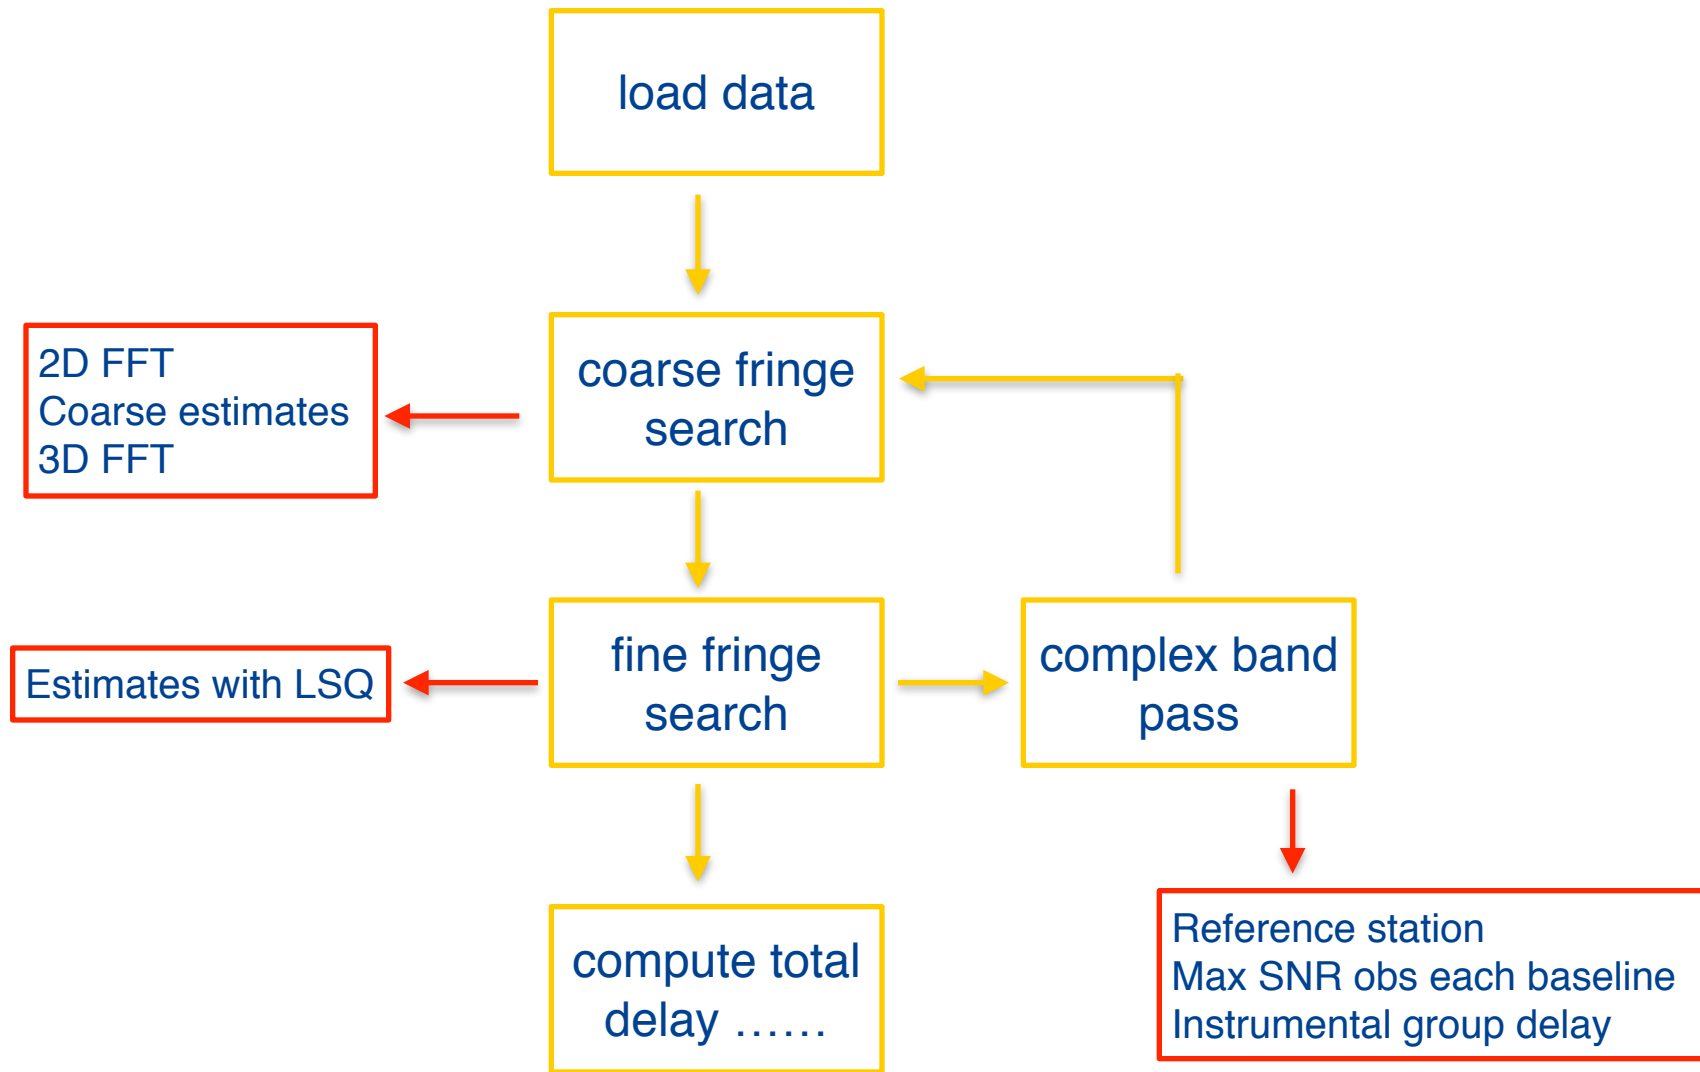 load data
2D FFT
Coarse estimates
3D FFT
coarse fringe
search
Estimates with LSQ
fine fringe
search
complex band
pass
compute total
delay ......
Reference station
Max SNR obs each baseline
Instrumental group delay